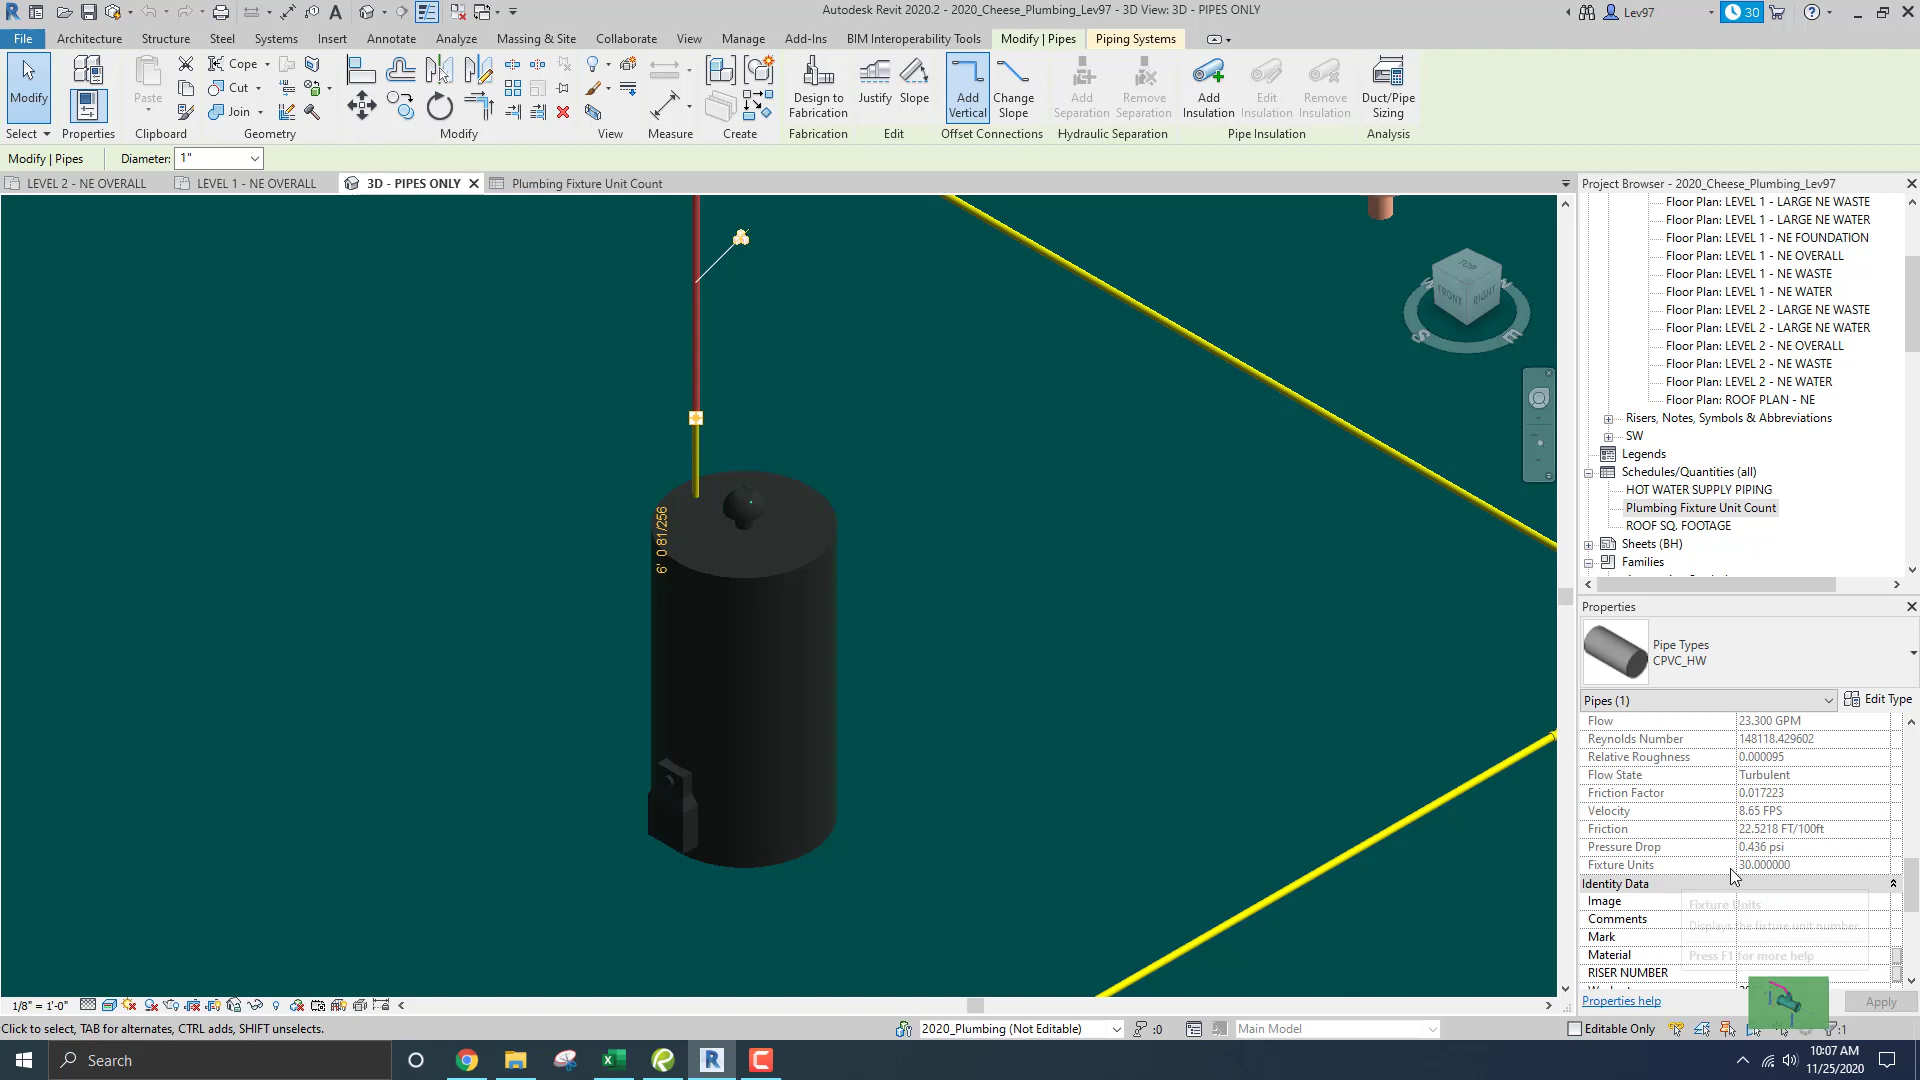 Autodesk Revit 2020.2 - 2020_Cheese_Plumbing_Lev97 - 3D View: 3D - PIPES ONLY
Lev97
30
File Architecture Structure Steel Systems Insert Annotate Analyze Massing & Site Collaborate View Manage Add-Ins BIM Interoperability Tools Modify | Pipes Piping Systems
Modify
Paste
Cope
Cut
Join
Design to Fabrication
Justify
Slope
Add Vertical
Change Slope
Add Separation
Remove Separation
Add Insulation
Edit Insulation
Remove Insulation
Duct/Pipe Sizing
Select Properties Clipboard Geometry Modify View Measure Create Fabrication Edit Offset Connections Hydraulic Separation Pipe Insulation Analysis
Modify | Pipes Diameter: 1"
LEVEL 2 - NE OVERALL LEVEL 1 - NE OVERALL 3D - PIPES ONLY Plumbing Fixture Unit Count
TOP
FRONT
RIGHT
S
E
6' 0 81/256
Project Browser - 2020_Cheese_Plumbing_Lev97
Floor Plan: LEVEL 1 - LARGE NE WASTE
Floor Plan: LEVEL 1 - LARGE NE WATER
Floor Plan: LEVEL 1 - NE FOUNDATION
Floor Plan: LEVEL 1 - NE OVERALL
Floor Plan: LEVEL 1 - NE WASTE
Floor Plan: LEVEL 1 - NE WATER
Floor Plan: LEVEL 2 - LARGE NE WASTE
Floor Plan: LEVEL 2 - LARGE NE WATER
Floor Plan: LEVEL 2 - NE OVERALL
Floor Plan: LEVEL 2 - NE WASTE
Floor Plan: LEVEL 2 - NE WATER
Floor Plan: ROOF PLAN - NE
Risers, Notes, Symbols & Abbreviations
SW
Legends
Schedules/Quantities (all)
HOT WATER SUPPLY PIPING
Plumbing Fixture Unit Count
ROOF SQ. FOOTAGE
Sheets (BH)
Families
Properties
Pipe Types
CPVC_HW
Pipes (1) Edit Type
Flow 23.300 GPM
Reynolds Number 148118.429602
Relative Roughness 0.000095
Flow State Turbulent
Friction Factor 0.017223
Velocity 8.65 FPS
Friction 22.5218 FT/100ft
Pressure Drop 0.436 psi
Fixture Units 30.000000
Identity Data
Image
Comments
Mark
Material
RISER NUMBER
Fixture Units
Displays the fixture unit number.
Press F1 for more help
Properties help Apply
1/8" = 1'-0"
Click to select, TAB for alternates, CTRL adds, SHIFT unselects.
2020_Plumbing (Not Editable) :0 Main Model Editable Only :1
Search
10:07 AM
11/25/2020